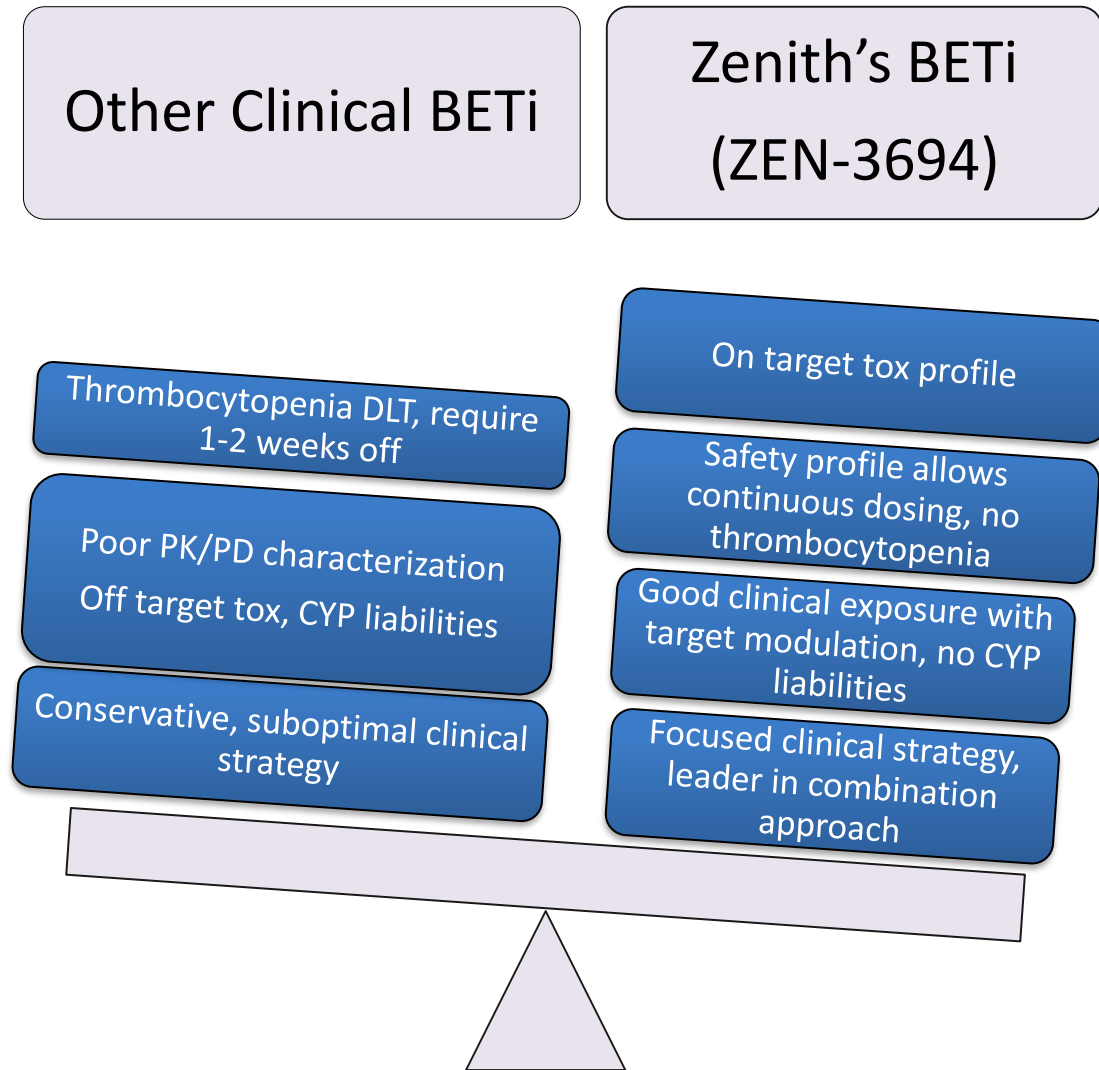 Other Clinical BETi
Zenith’s BETi
(ZEN-3694)
Thrombocytopenia DLT, require
1-2 weeks off
Poor PK/PD characterization
Off target tox, CYP liabilities
Conservative, suboptimal clinical
strategy
On target tox profile
Safety profile allows
continuous dosing, no
thrombocytopenia
Good clinical exposure with
target modulation, no CYP
liabilities
Focused clinical strategy,
leader in combination
approach